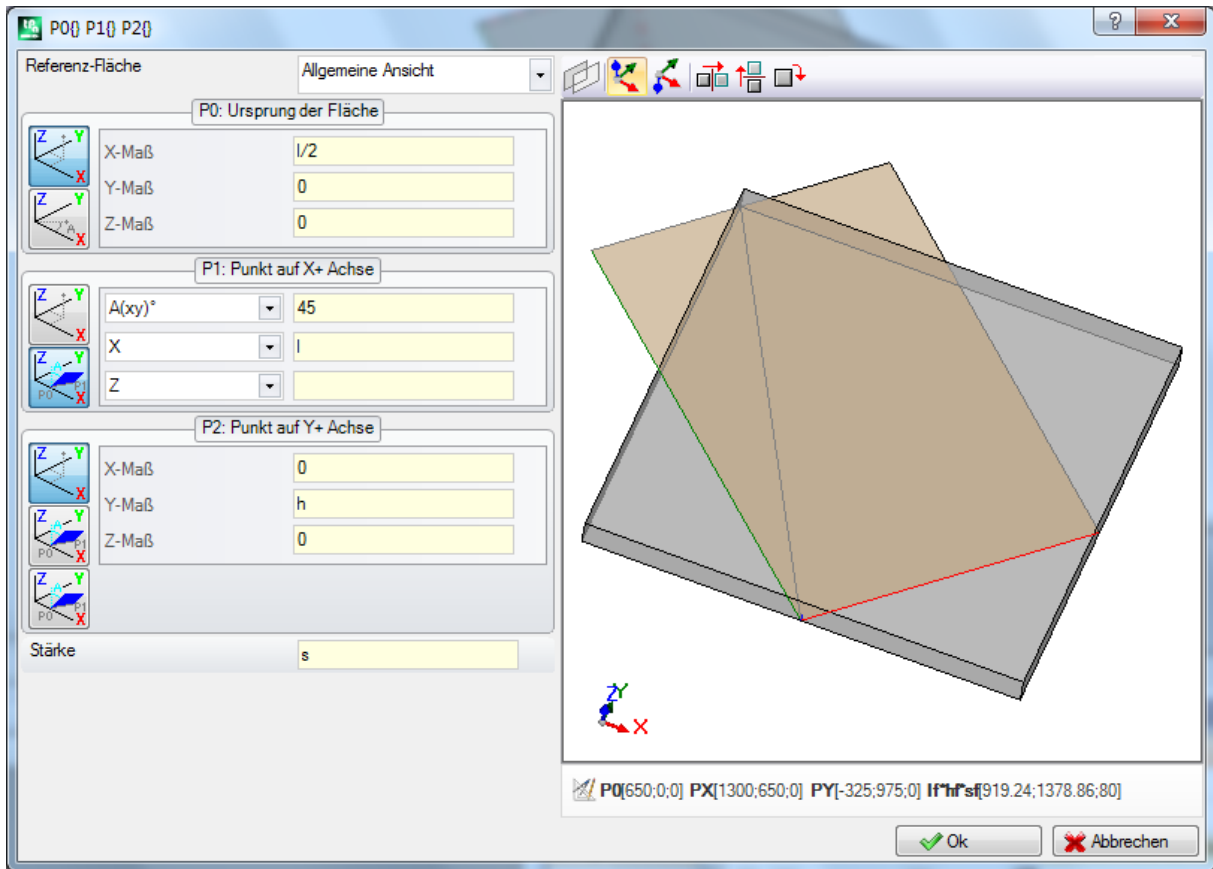 P0{} P1{} P2{}
Referenz-Fläche
Allgemeine Ansicht
P0: Ursprung der Fläche
X-Maß
l/2
Y-Maß
0
Z-Maß
0
P1: Punkt auf X+ Achse
A(xy)°
45
X
l
Z
P2: Punkt auf Y+ Achse
X-Maß
0
Y-Maß
h
Z-Maß
0
Stärke
s
Z Y
X
P0[650;0;0] PX[1300;650;0] PY[-325;975;0] lf*hf*sf[919.24;1378.86;80]
Ok
Abbrechen